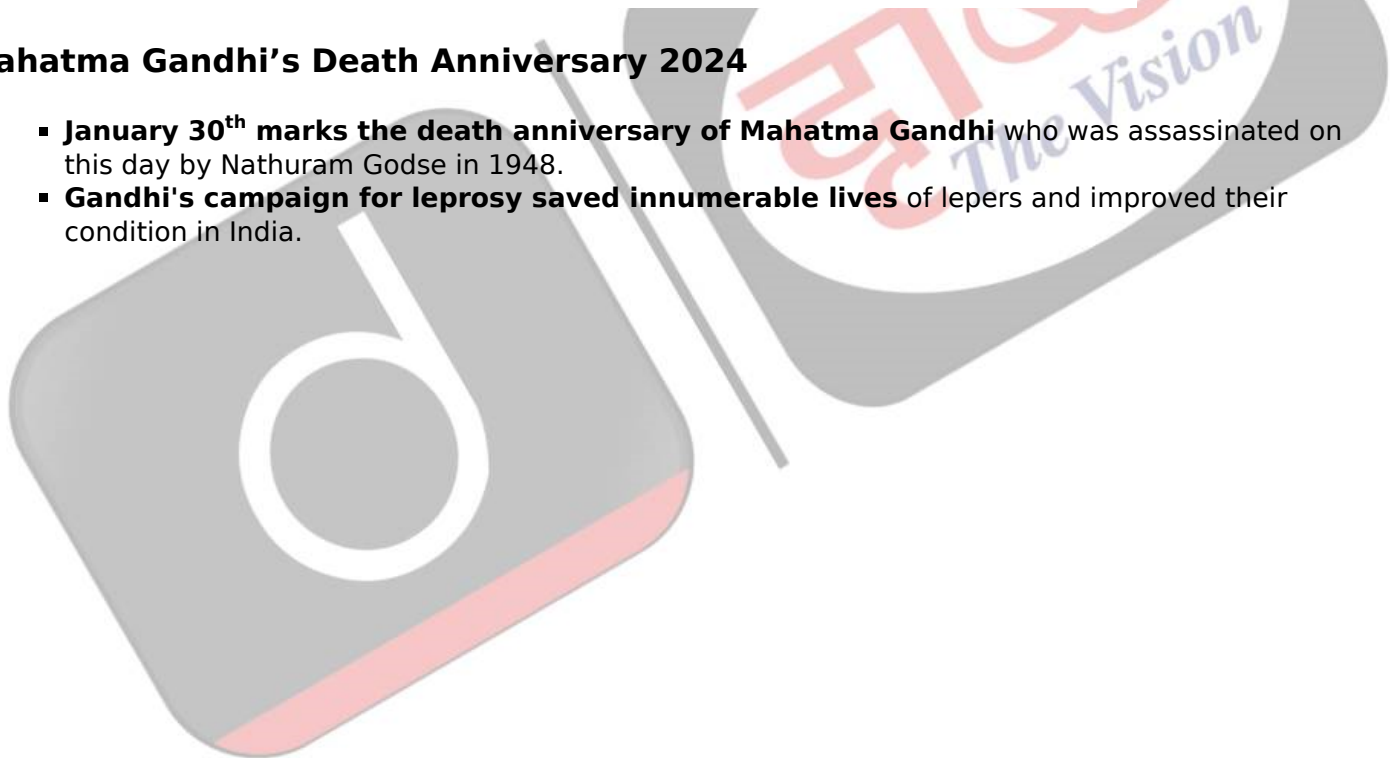 ahatma Gandhi’s Death Anniversary 2024
▪ January 30th marks the death anniversary of Mahatma Gandhi who was assassinated on
this day by Nathuram Godse in 1948.
▪ Gandhi's campaign for leprosy saved innumerable lives of lepers and improved their
condition in India.
d
The Vision